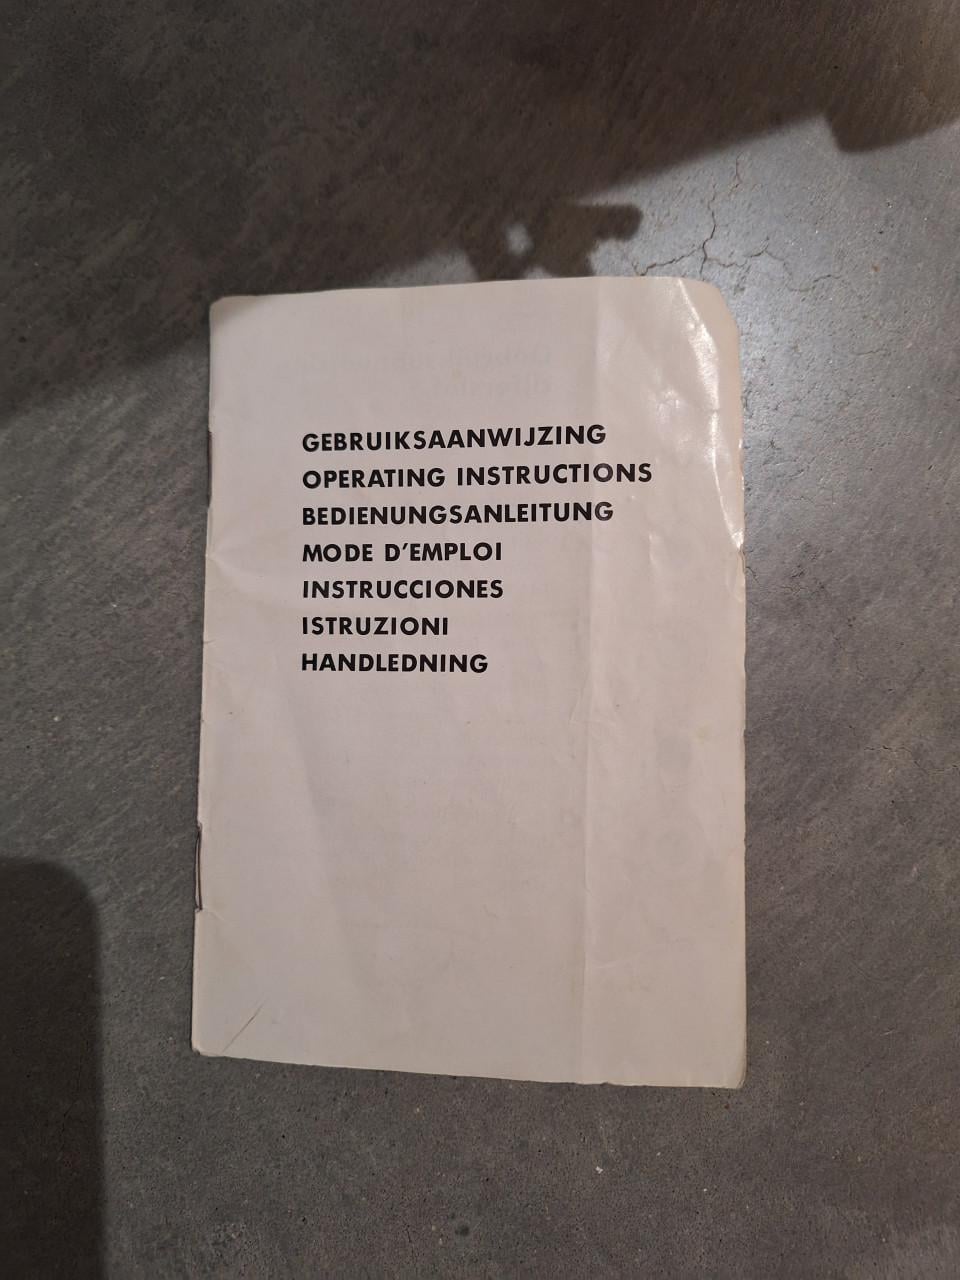 GEBRUIKSAANWIJZING
OPERATING INSTRUCTIONS
BEDIENUNGSANLEITUNG
MODE D'EMPLOI
INSTRUCCIONES
ISTRUZIONI
HANDLEDNING